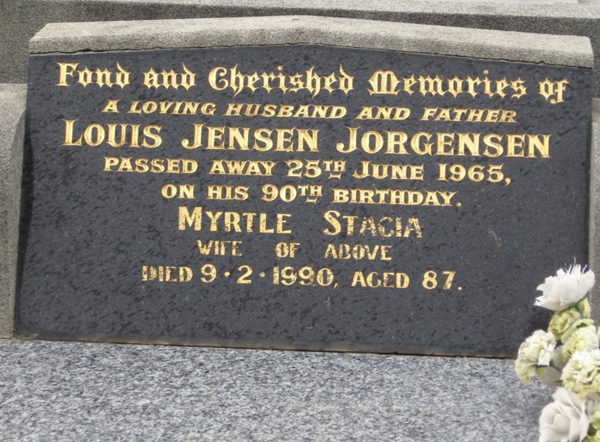 Fond and Cherished Memories of
A LOVING HUSBAND AND FATHER
LOUIS JENSEN JORGENSEN
PASSED AWAY 25TH JUNE 1965,
ON HIS 90TH BIRTHDAY.
MYRTLE STACIA
WIFE OF ABOVE
DIED 9·2·1990, AGED 87.